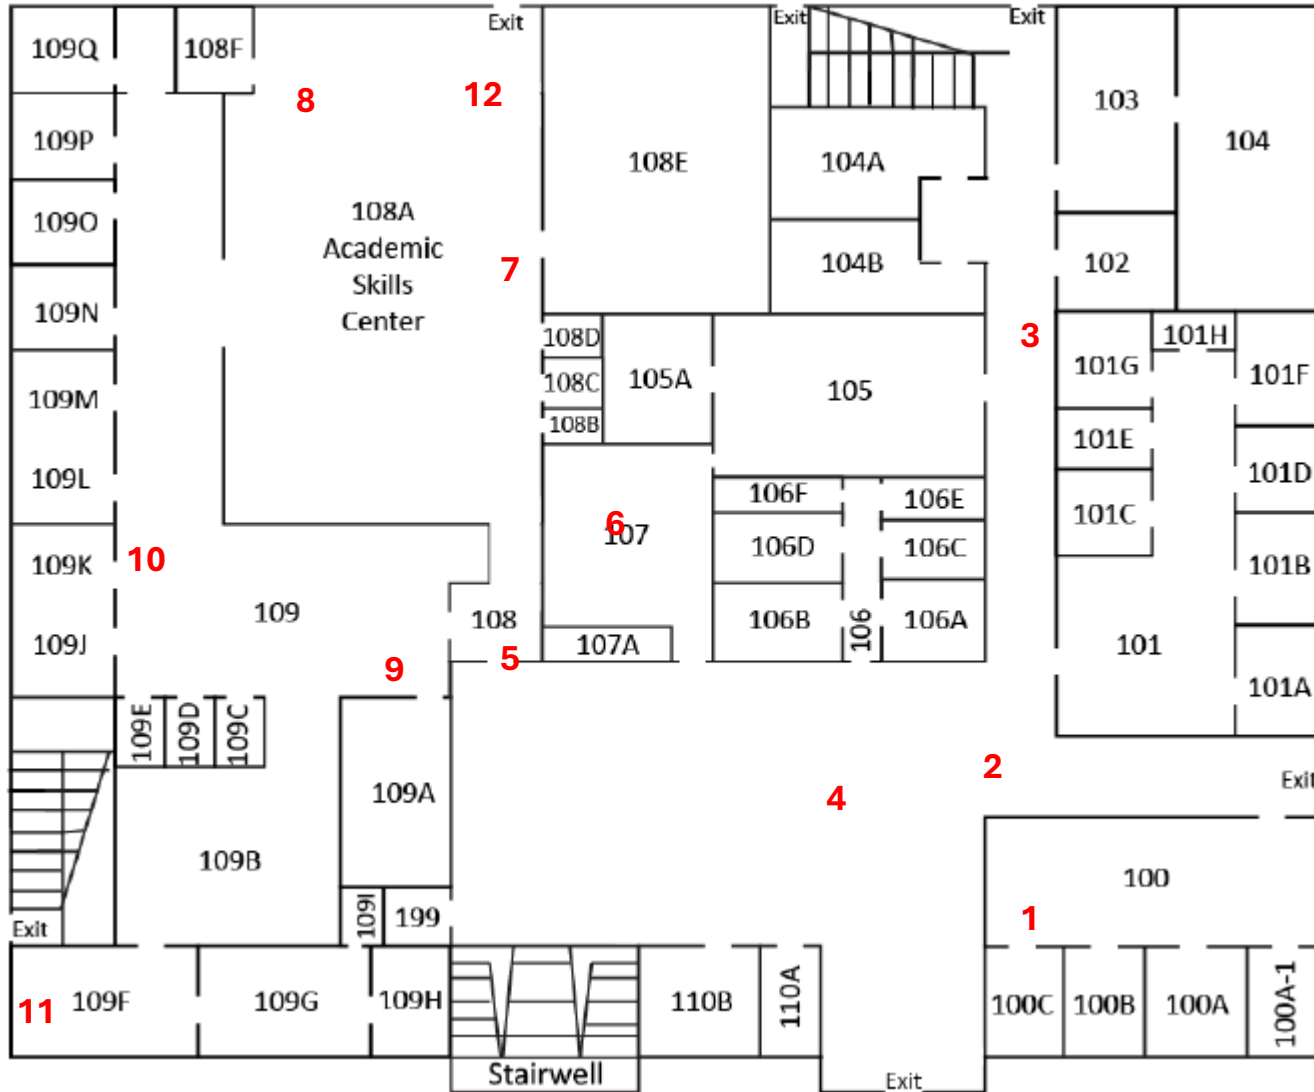 Exit
Exit
Exit
109Q
108F
103
8
12
109P
104
108E
104A
109O
108A
Academic
Skills
Center
7
104B
102
109N
108D
3
101H
101G
101F
108C
105A
105
109M
108B
101E
109L
106F
106E
101D
101C
6
107
10
109K
106D
106C
101B
109
108
106B
106
106A
109J
107A
101
9
5
101A
109E
109D
109C
2
Exit
109A
4
109B
100
109I
199
1
Exit
11
109F
109G
109H
110B
110A
100C
100B
100A
100A-1
Stairwell
Exit